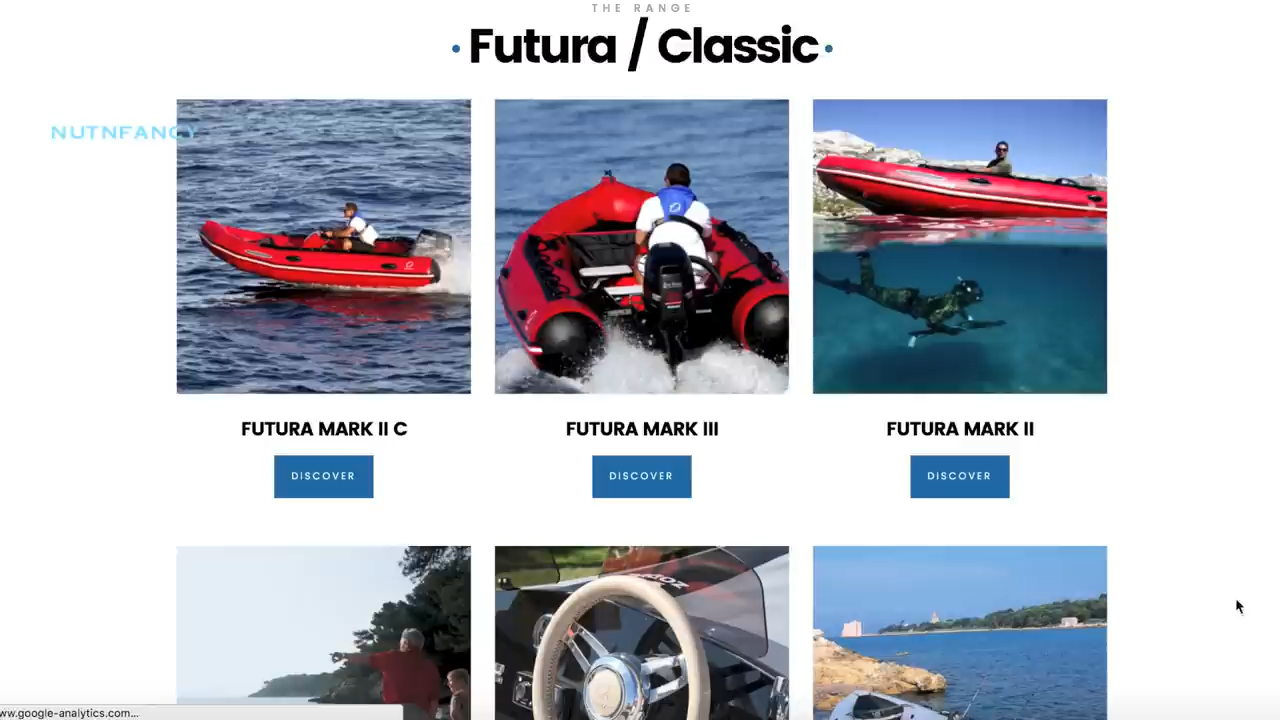 THE RANGE
• Futura / Classic •
NUTNFANCY
FUTURA MARK II C
FUTURA MARK III
FUTURA MARK II
DISCOVER
DISCOVER
DISCOVER
ww.google-analytics.com...